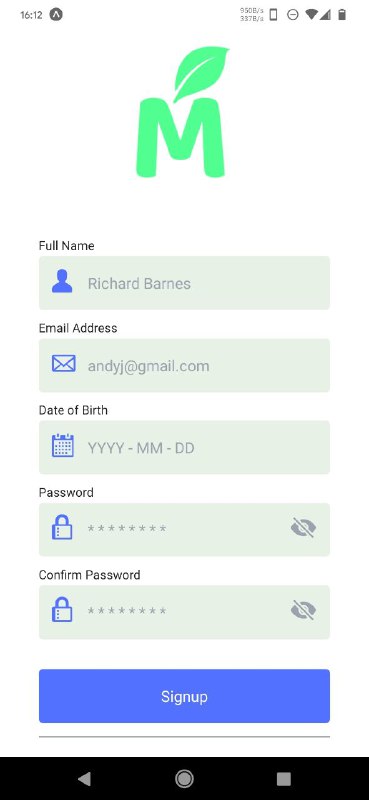 16:12
950B/s
337B/s
M
Full Name
Richard Barnes
Email Address
andyj@gmail.com
Date of Birth
YYYY - MM - DD
Password
* * * * * * * *
Confirm Password
* * * * * * * *
Signup